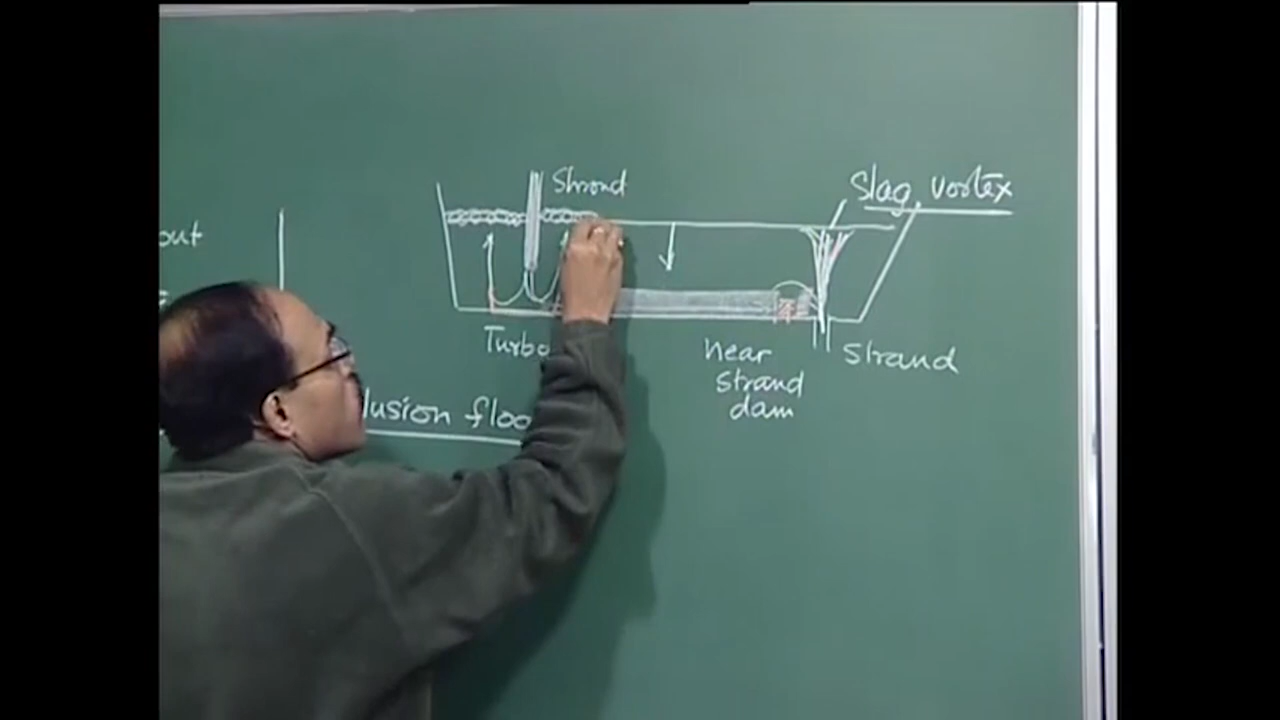 out
Shroud
Slag vortex
Turbo
near
strand
dam
strand
lusion floo